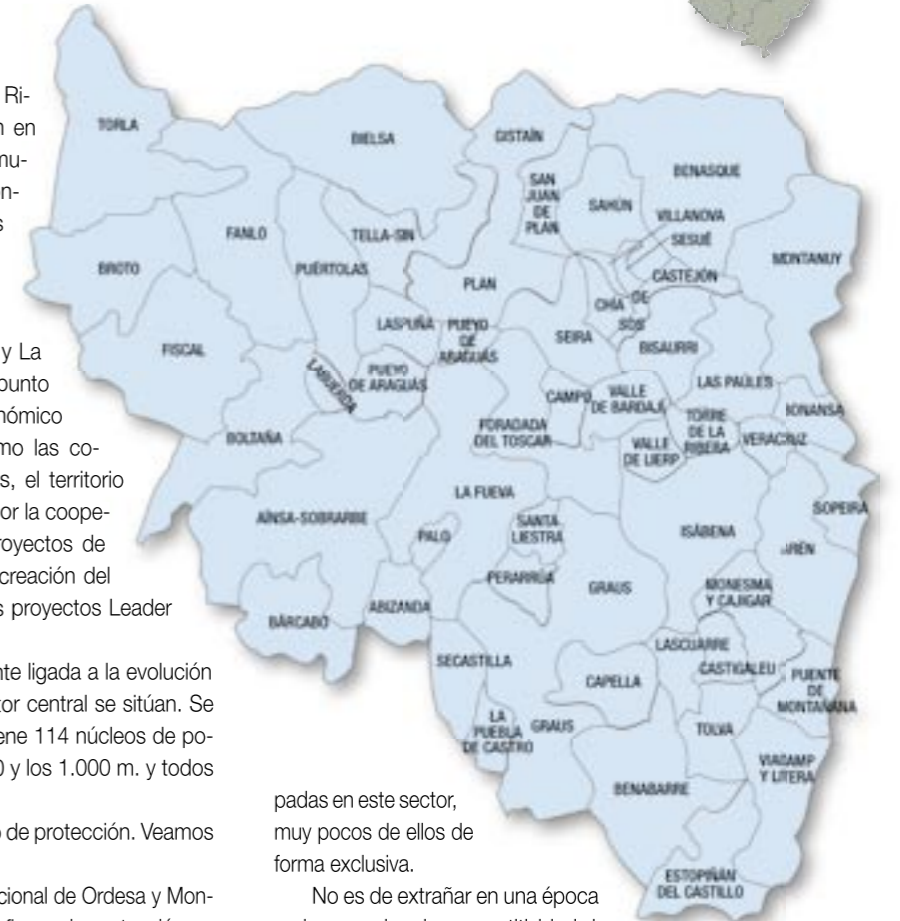 Ri-
n en
mu-
on-
s
y La
punto
nómico
mo las co-
s, el territorio
or la coope-
royectos de
creación del
s proyectos Leader
nte ligada a la evolución
tor central se sitúan. Se
ene 114 núcleos de po-
0 y los 1.000 m. y todos
o de protección. Veamos
cional de Ordesa y Mon-
padas en este sector,
muy pocos de ellos de
forma exclusiva.
No es de extrañar en una época
TORLA
BIELSA
GISTAÍN
BENASQUE
SAN
JUAN
DE
PLAN
SAHÚN
VILLANOVA
SESUÉ
FANLO
TELLA-SIN
MONTANUY
BROTO
PUÉRTOLAS
PLAN
CASTEJÓN
DE
SOS
CHÍA
LASPUÑA
PUEYO
DE
ARAGUÁS
SEIRA
BISAURRI
FISCAL
LABUERDA
PUEYO
DE ARAGUÁS
CAMPO
VALLE
DE BARDAJÍ
LAS PAÚLES
BONANSA
BOLTAÑA
FORADADA
DEL TOSCAR
VALLE
DE LIERP
TORRE
DE LA
RIBERA
VERACRUZ
LA FUEVA
AÍNSA-SOBRARBE
PALO
SANTA
LIESTRA
ISÁBENA
SOPEIRA
ARÉN
PERARRÚA
GRAUS
MONESMA
Y CAJIGAR
BÁRCABO
ABIZANDA
LASCUARRE
CASTIGALEU
PUENTE
DE
MONTAÑANA
SECASTILLA
CAPELLA
LA
PUEBLA
DE CASTRO
GRAUS
TOLVA
VIACAMP
Y LITERA
BENABARRE
ESTOPIÑÁN
DEL CASTILLO